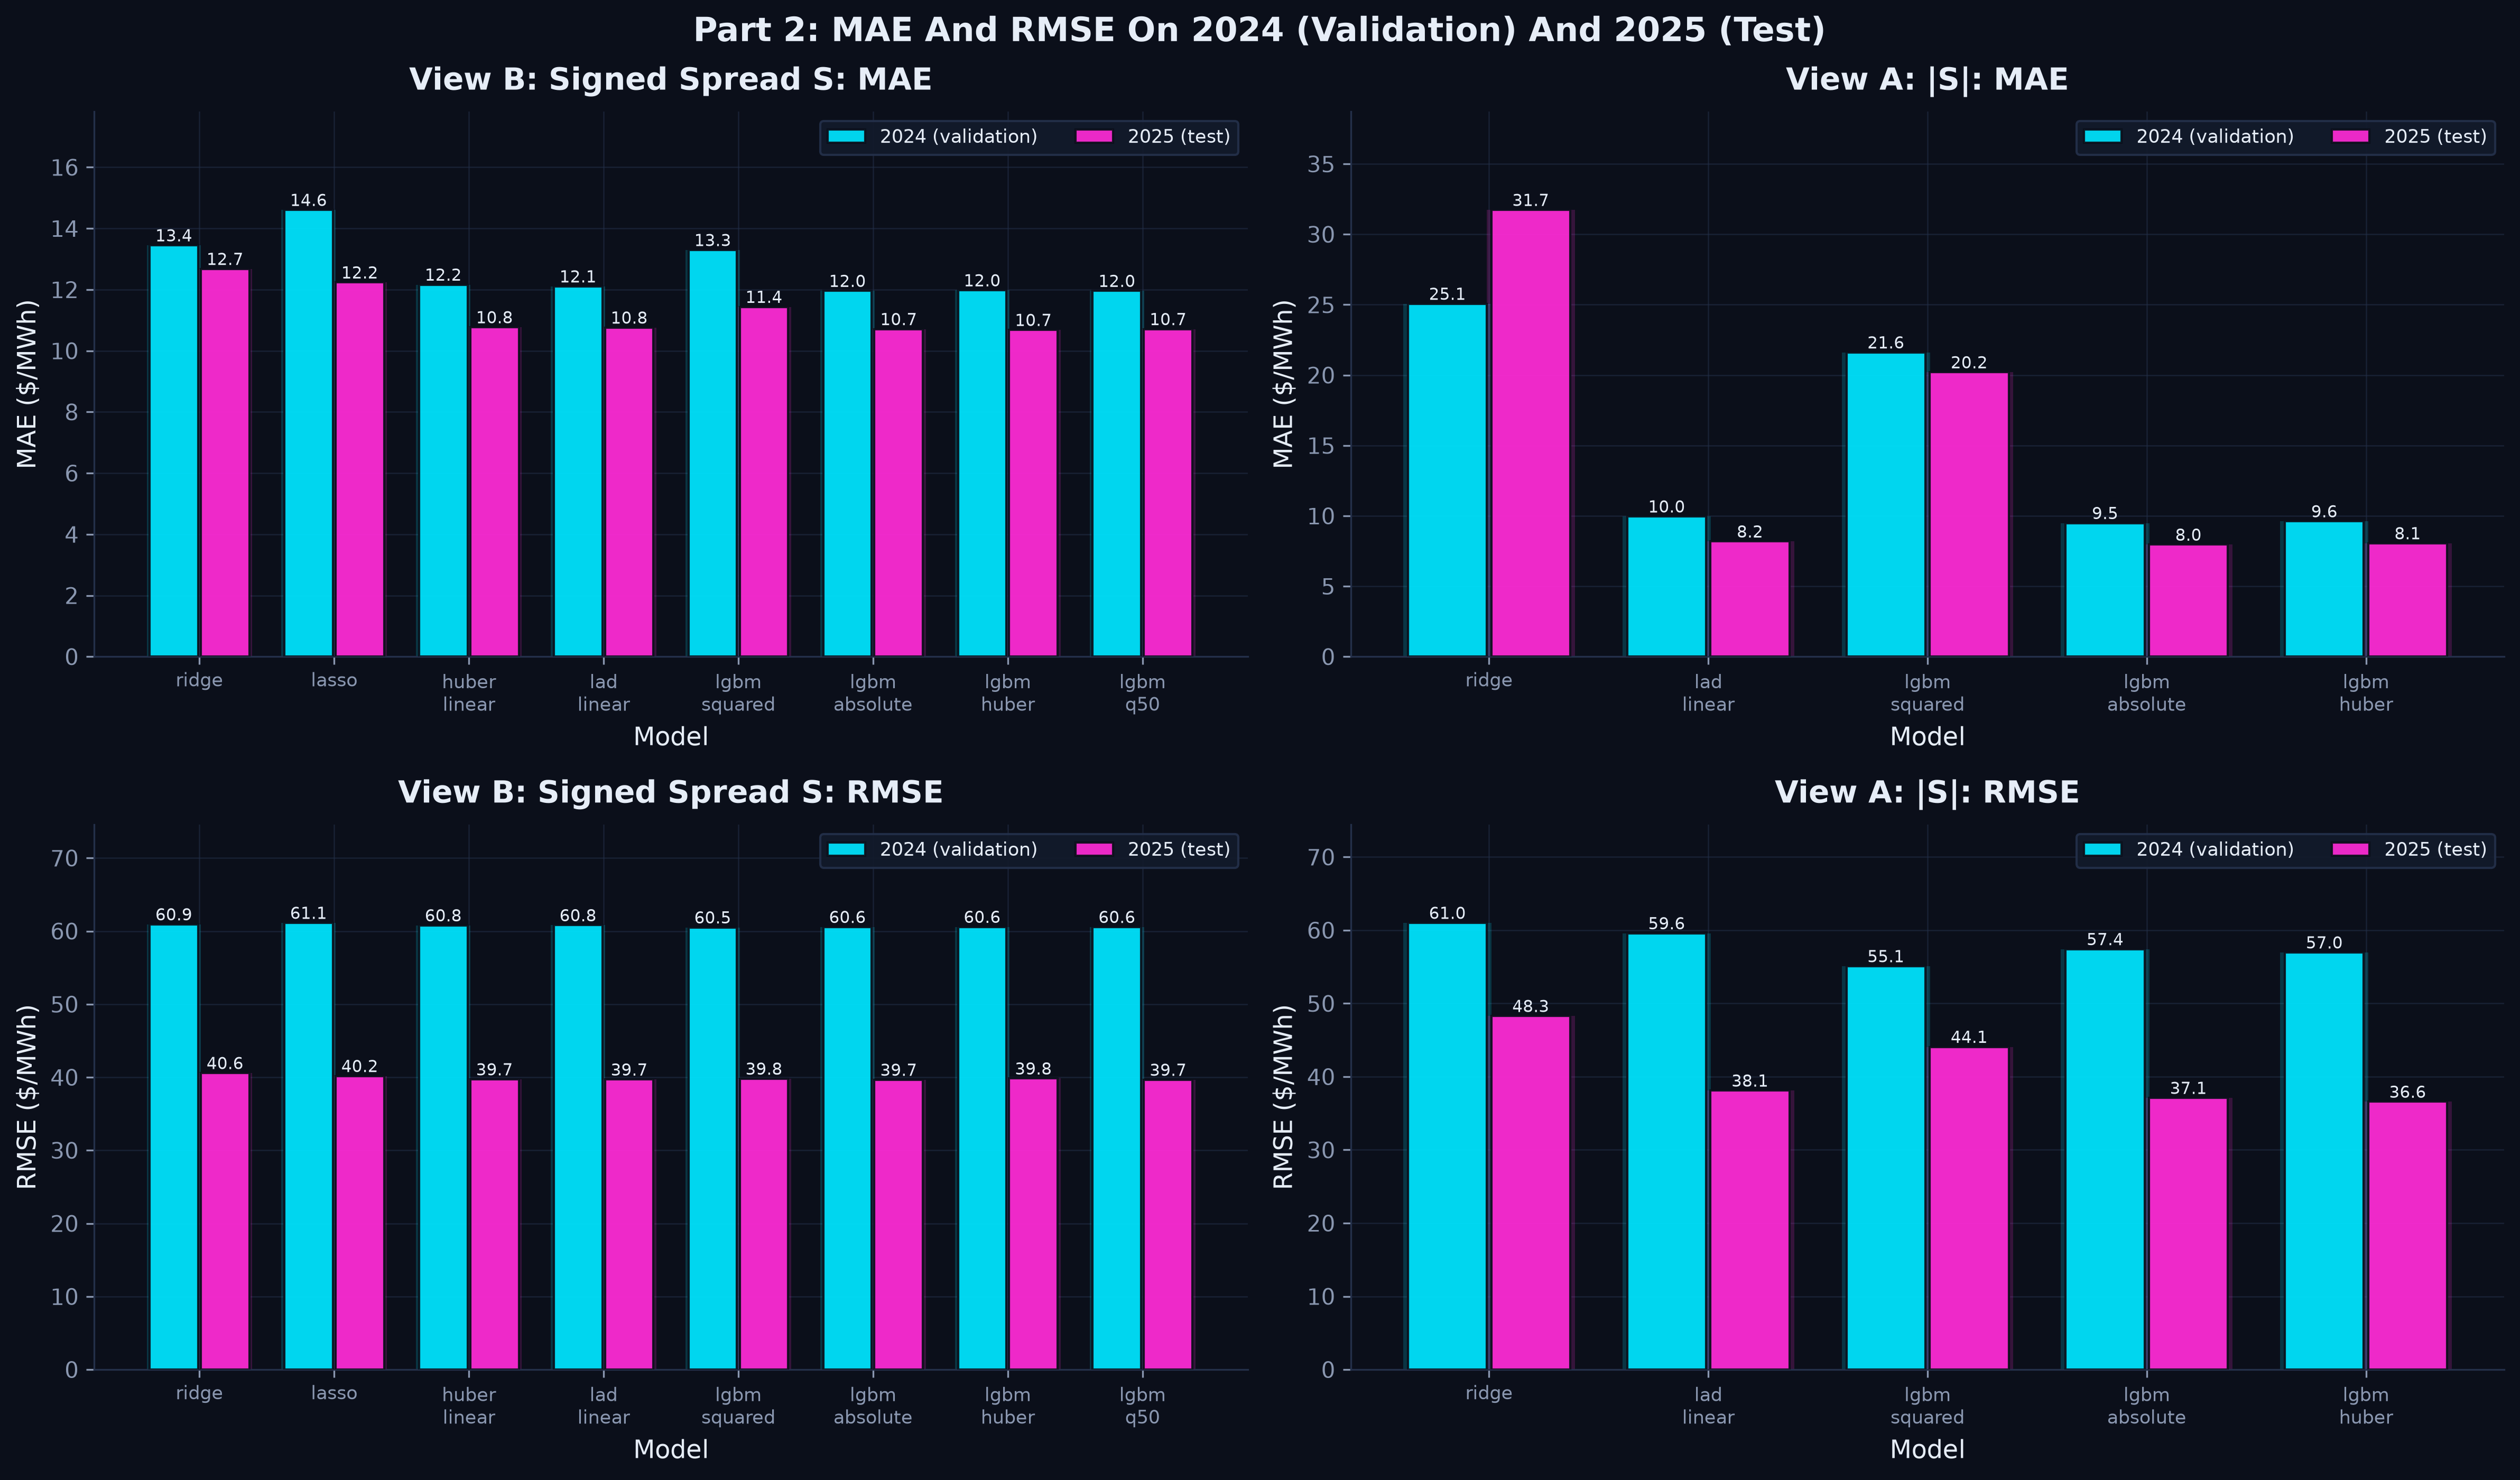 Part 2: MAE And RMSE On 2024 (Validation) And 2025 (Test)
View B: Signed Spread S: MAE
2024 (validation) 2025 (test)
MAE ($/MWh)
16
14
12
10
8
6
4
2
0
13.4 12.7 14.6 12.2 12.2 10.8 12.1 10.8 13.3 11.4 12.0 10.7 12.0 10.7 12.0 10.7
ridge lasso huber lad lgbm lgbm lgbm lgbm
linear linear squared absolute huber q50
Model
View A: |S|: MAE
2024 (validation) 2025 (test)
MAE ($/MWh)
35
30
25
20
15
10
5
0
25.1 31.7 10.0 8.2 21.6 20.2 9.5 8.0 9.6 8.1
ridge lad lgbm lgbm lgbm
linear squared absolute huber
Model
View B: Signed Spread S: RMSE
2024 (validation) 2025 (test)
RMSE ($/MWh)
70
60
50
40
30
20
10
0
60.9 40.6 61.1 40.2 60.8 39.7 60.8 39.7 60.5 39.8 60.6 39.7 60.6 39.8 60.6 39.7
ridge lasso huber lad lgbm lgbm lgbm lgbm
linear linear squared absolute huber q50
Model
View A: |S|: RMSE
2024 (validation) 2025 (test)
RMSE ($/MWh)
70
60
50
40
30
20
10
0
61.0 48.3 59.6 38.1 55.1 44.1 57.4 37.1 57.0 36.6
ridge lad lgbm lgbm lgbm
linear squared absolute huber
Model